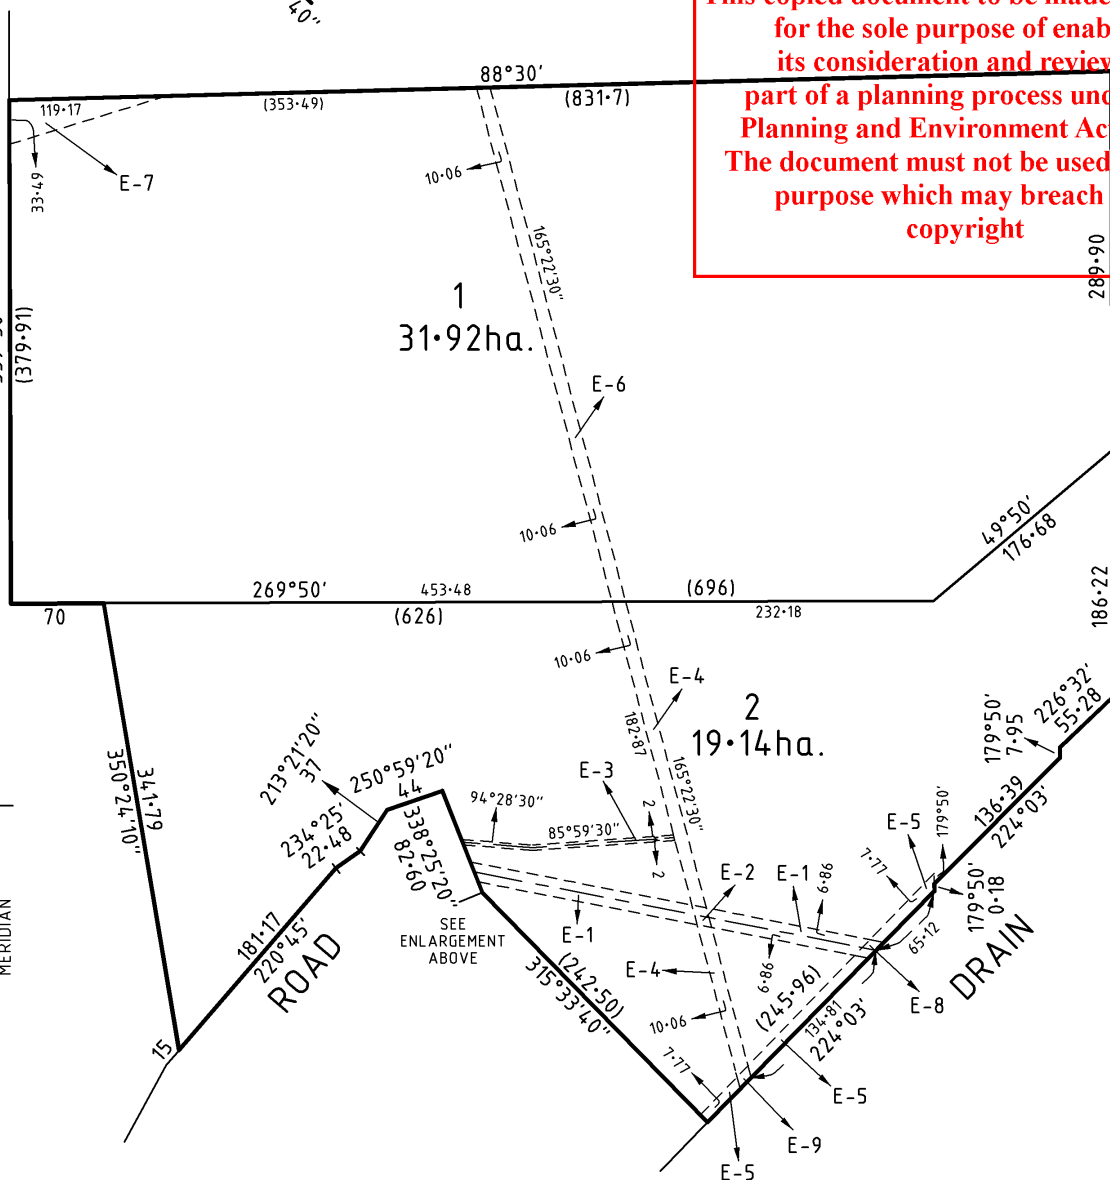 40"
This copied document to be made
for the sole purpose of enab
its consideration and review
part of a planning process und
Planning and Environment Ac
The document must not be used
purpose which may breach
copyright
88°30'
119·17
(353·49)
(831·7)
33·49
E-7
10·06
165°22'30"
289·90
1
31·92ha.
(379·91)
E-6
10·06
49°50'
176·68
269°50'
453·48
(696)
70
(626)
232·18
186·22
10·06
E-4
2
19·14ha.
182·87
165°22'30"
350°24'10"
341·79
213°21'20"
37
250°59'20"
44
234°25'
22·48
338°25'20"
82·60
94°28'30"
E-3
85°59'30"
2
2
226°32'
55·28
179°50'
7·95
136·39
224°03'
E-5
179°50'
7·77
179°50'
0·18
E-2
E-1
6·86
SEE
ENLARGEMENT
ABOVE
E-1
181·17
220°45'
ROAD
(242·50)
315°33'40"
E-4
6·86
65·12
DRAIN
E-8
(245·96)
134·81
224°03'
10·06
7·77
15
E-5
E-9
E-5
MERIDIAN